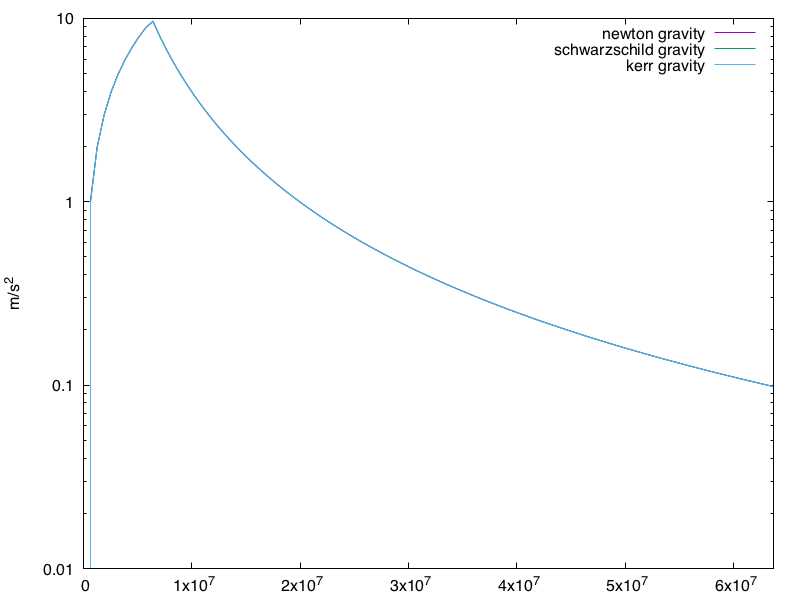 10
newton gravity
schwarzschild gravity
kerr gravity
1
m/s²
0.1
0.01
0 1x10⁷ 2x10⁷ 3x10⁷ 4x10⁷ 5x10⁷ 6x10⁷